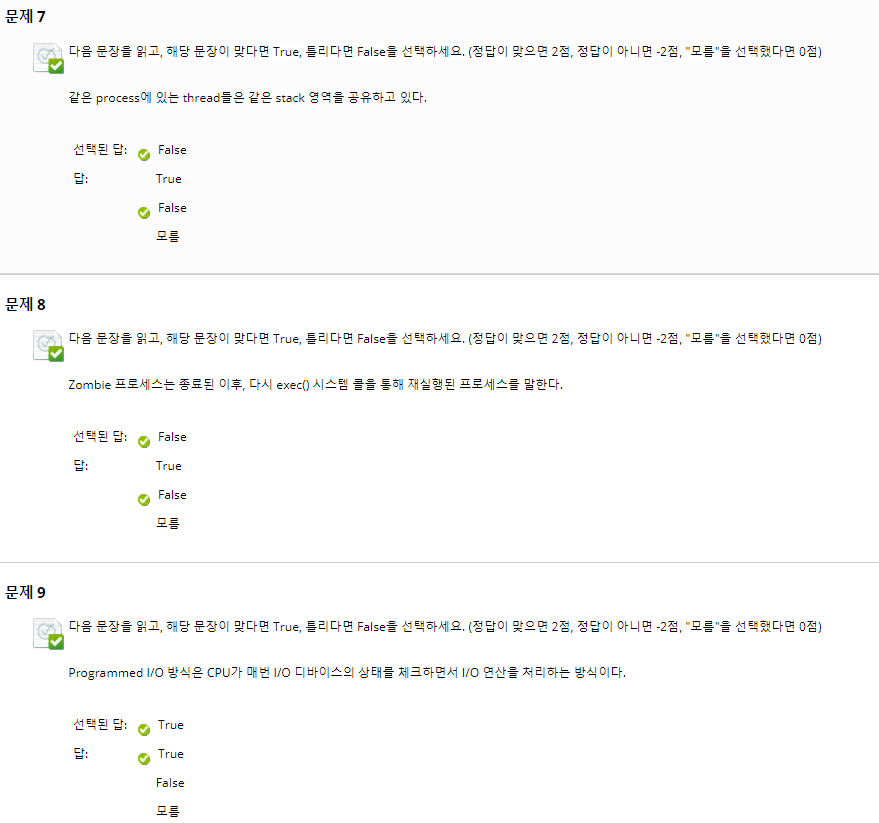 문제 7
다음 문장을 읽고, 해당 문장이 맞다면 True, 틀리다면 False을 선택하세요. (정답이 맞으면 2점, 정답이 아니면 -2점, "모름"을 선택했다면 0점)
같은 process에 있는 thread들은 같은 stack 영역을 공유하고 있다.
선택된 답: False
답: True
False
모름
문제 8
다음 문장을 읽고, 해당 문장이 맞다면 True, 틀리다면 False을 선택하세요. (정답이 맞으면 2점, 정답이 아니면 -2점, "모름"을 선택했다면 0점)
Zombie 프로세스는 종료된 이후, 다시 exec() 시스템 콜을 통해 재실행된 프로세스를 말한다.
선택된 답: False
답: True
False
모름
문제 9
다음 문장을 읽고, 해당 문장이 맞다면 True, 틀리다면 False을 선택하세요. (정답이 맞으면 2점, 정답이 아니면 -2점, "모름"을 선택했다면 0점)
Programmed I/O 방식은 CPU가 매번 I/O 디바이스의 상태를 체크하면서 I/O 연산을 처리하는 방식이다.
선택된 답: True
답: True
False
모름